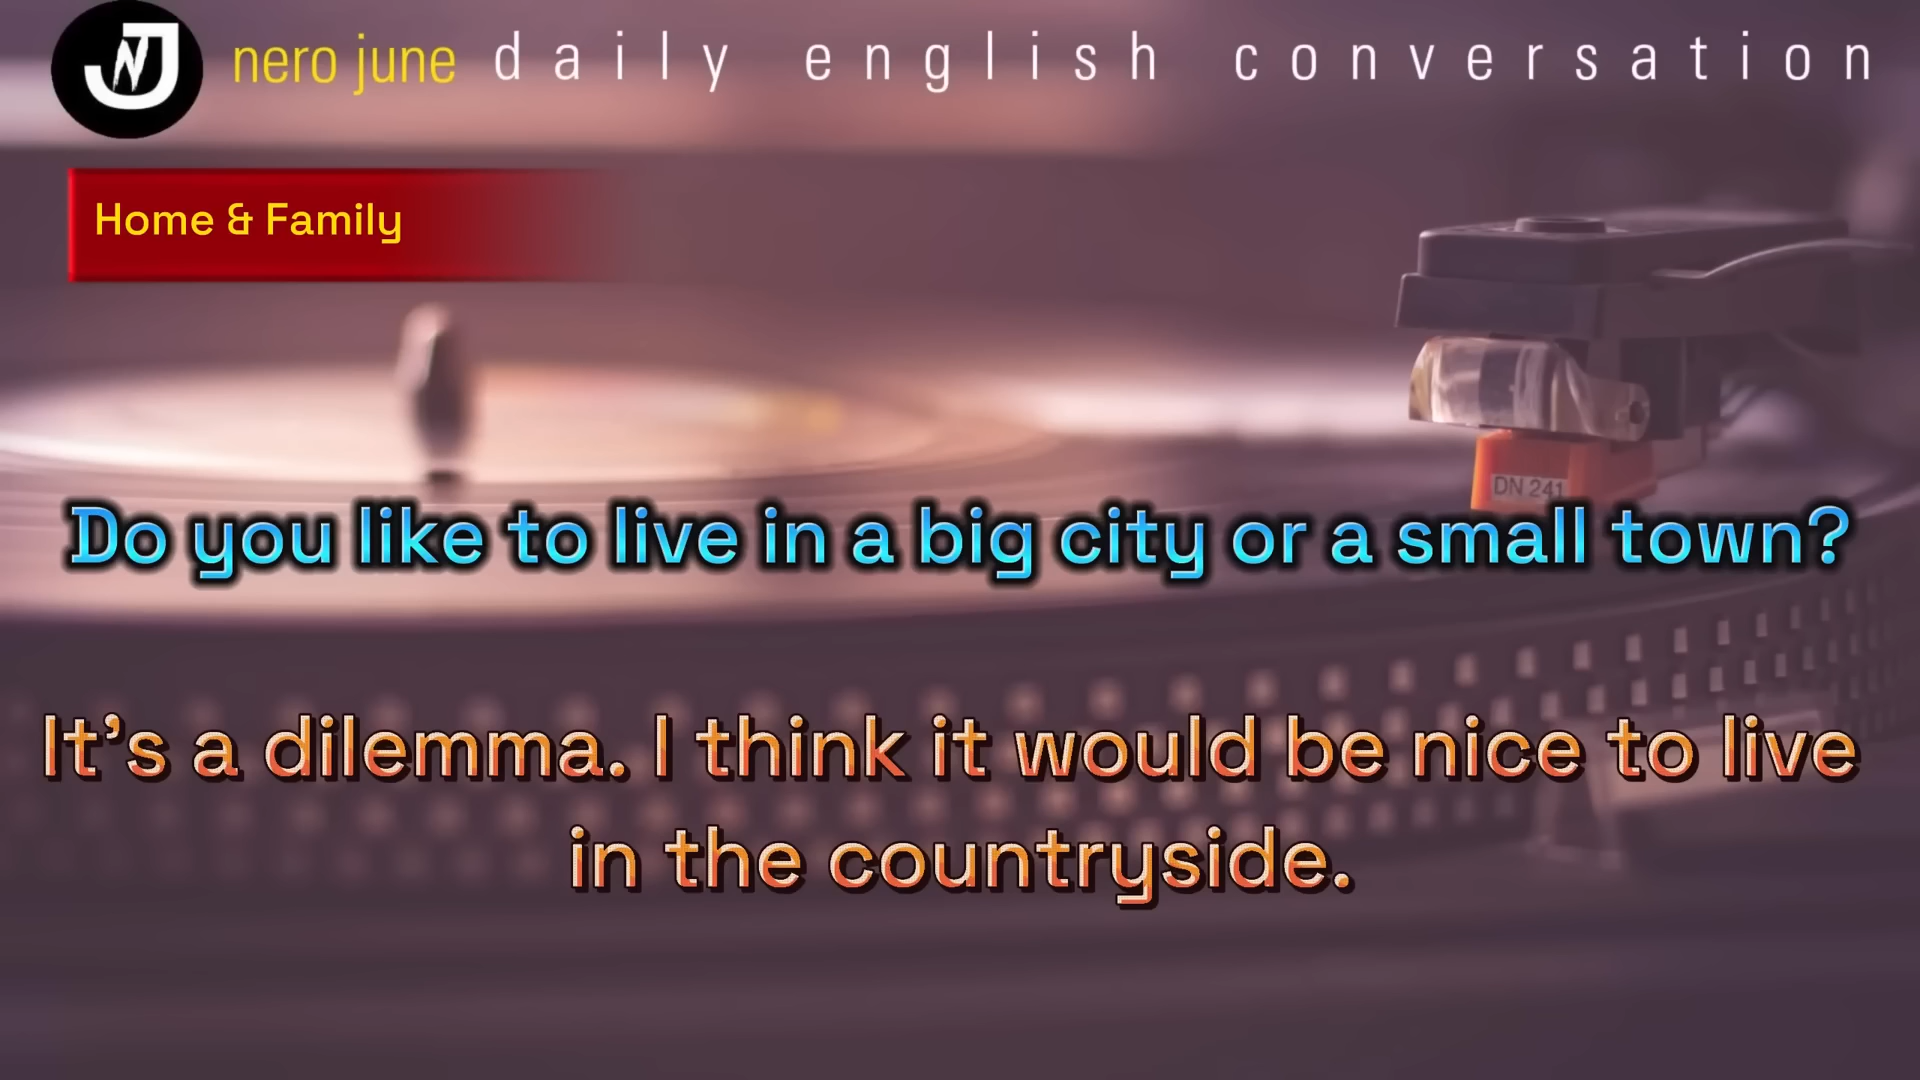 NJ
nero june daily english conversation
Home & Family
DN 241
Do you like to live in a big city or a small town?
It's a dilemma. I think it would be nice to live
in the countryside.